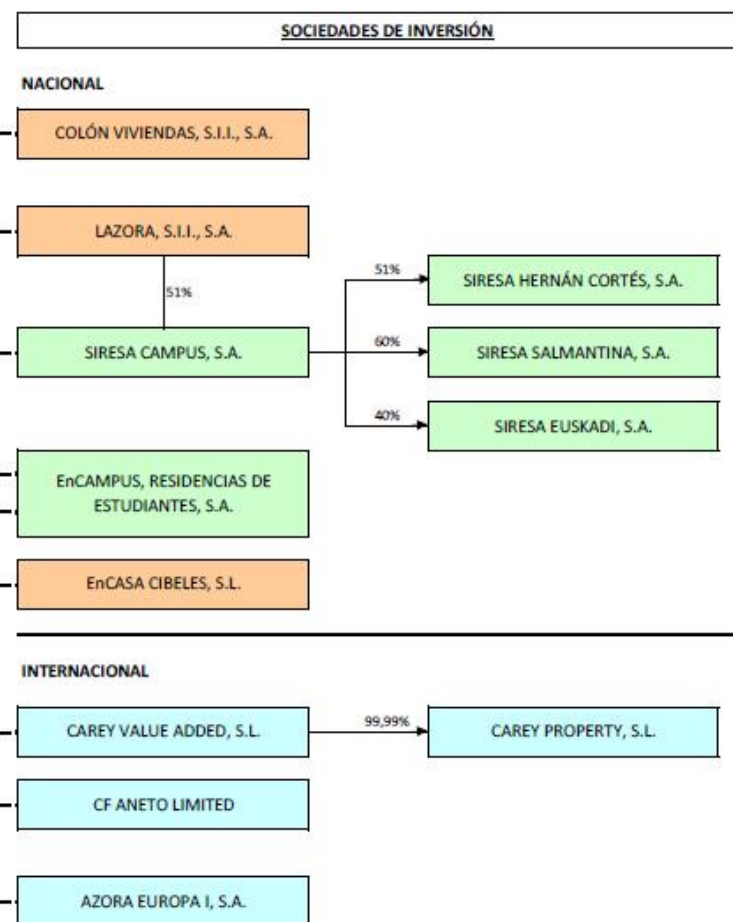 SOCIEDADES DE INVERSIÓN
NACIONAL
COLÓN VIVIENDAS, S.I.I., S.A.
LAZORA, S.I.I., S.A.
51%
51%
SIRESA HERNÁN CORTÉS, S.A.
SIRESA CAMPUS, S.A.
60%
SIRESA SALMANTINA, S.A.
40%
SIRESA EUSKADI, S.A.
EnCAMPUS, RESIDENCIAS DE
ESTUDIANTES, S.A.
EnCASA CIBELES, S.L.
INTERNACIONAL
CAREY VALUE ADDED, S.L.
99,99%
CAREY PROPERTY, S.L.
CF ANETO LIMITED
AZORA EUROPA I, S.A.